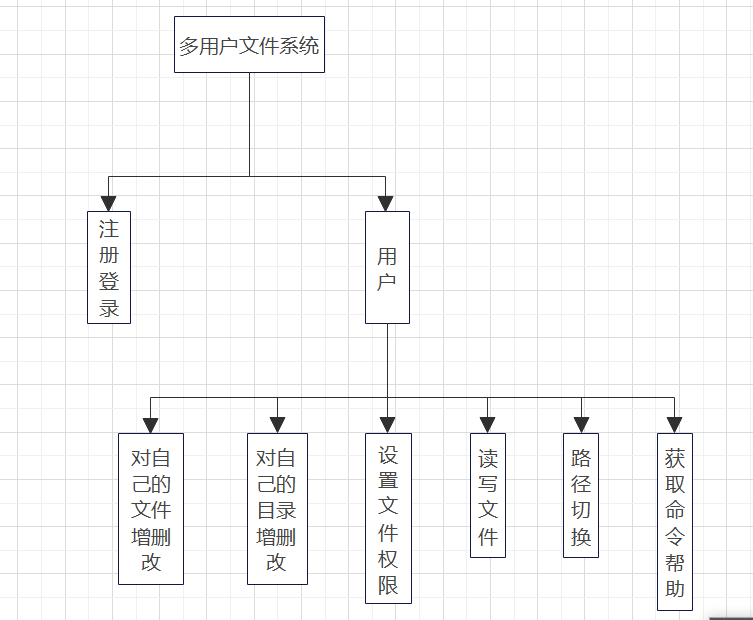 多用户文件系统
注
册
登
录
用
户
对自
己的
文件
增删
改
对自
己的
目录
增删
改
设
置
文
件
权
限
读
写
文
件
路
径
切
换
获
取
命
令
帮
助